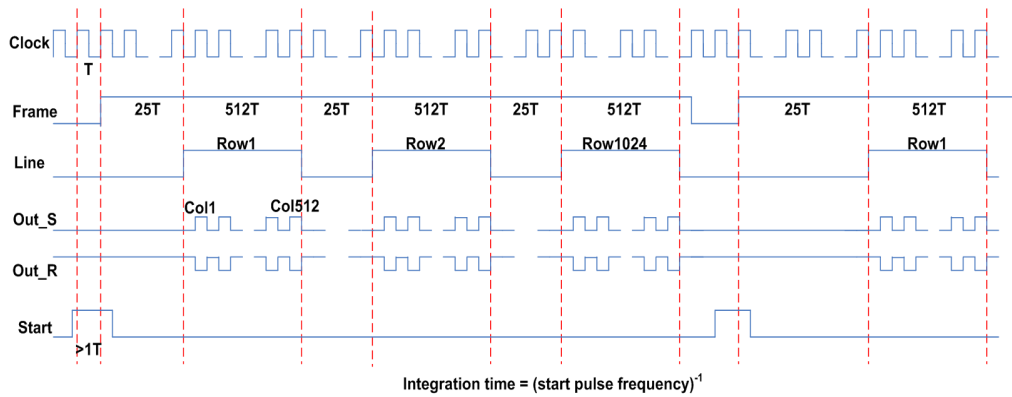 Clock
T
Frame 25T 512T 25T 512T 25T 512T 25T 512T
Line Row1 Row2 Row1024 Row1
Out_S Col1 Col512
Out_R
Start
>1T
Integration time = (start pulse frequency)-1